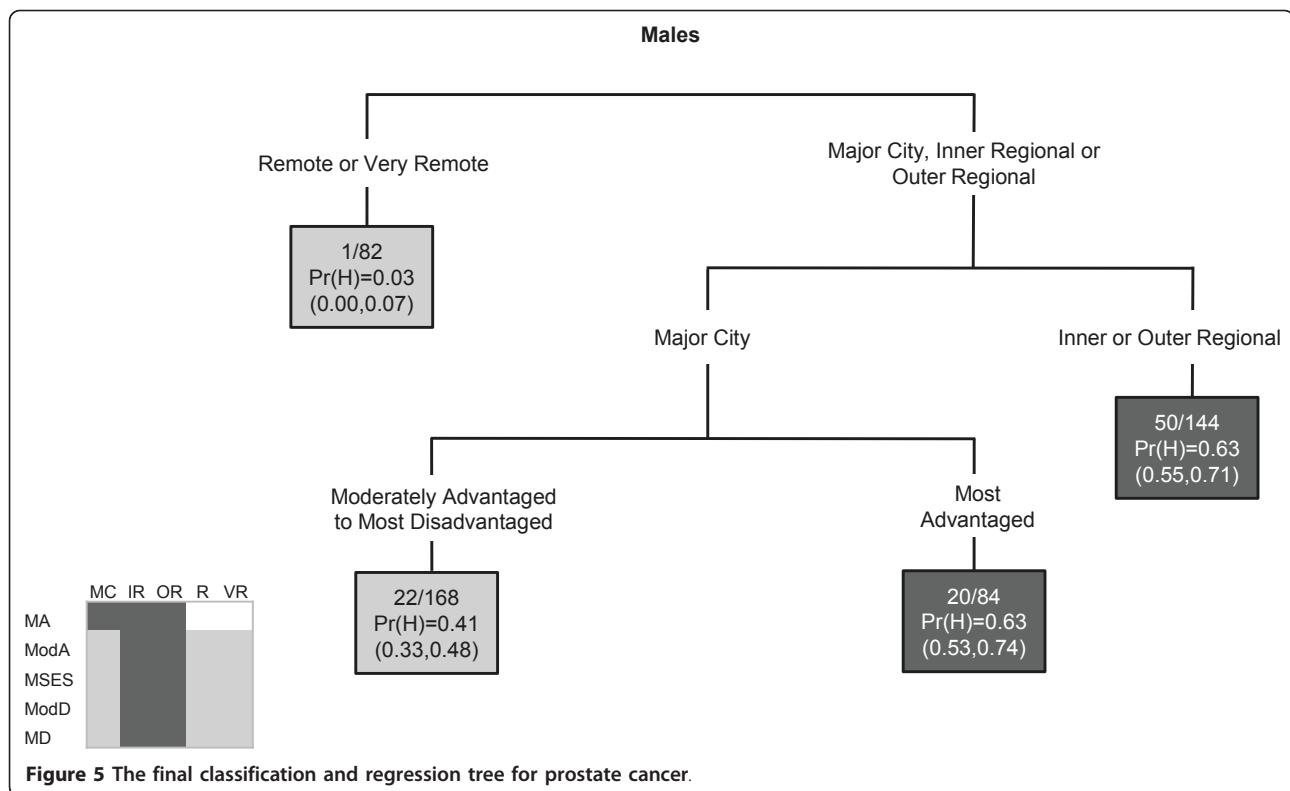 Males
Remote or Very Remote
Major City, Inner Regional or
Outer Regional
1/82
Pr(H)=0.03
(0.00,0.07)
Major City
Inner or Outer Regional
50/144
Pr(H)=0.63
(0.55,0.71)
Moderately Advantaged
to Most Disadvantaged
Most
Advantaged
22/168
Pr(H)=0.41
(0.33,0.48)
20/84
Pr(H)=0.63
(0.53,0.74)
MC IR OR R VR
MA
ModA
MSES
ModD
MD
Figure 5 The final classification and regression tree for prostate cancer.